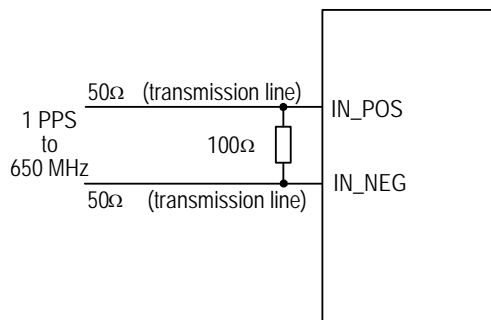 50Ω (transmission line)
IN_POS
1 PPS
to
650 MHz
100Ω
IN_NEG
50Ω (transmission line)